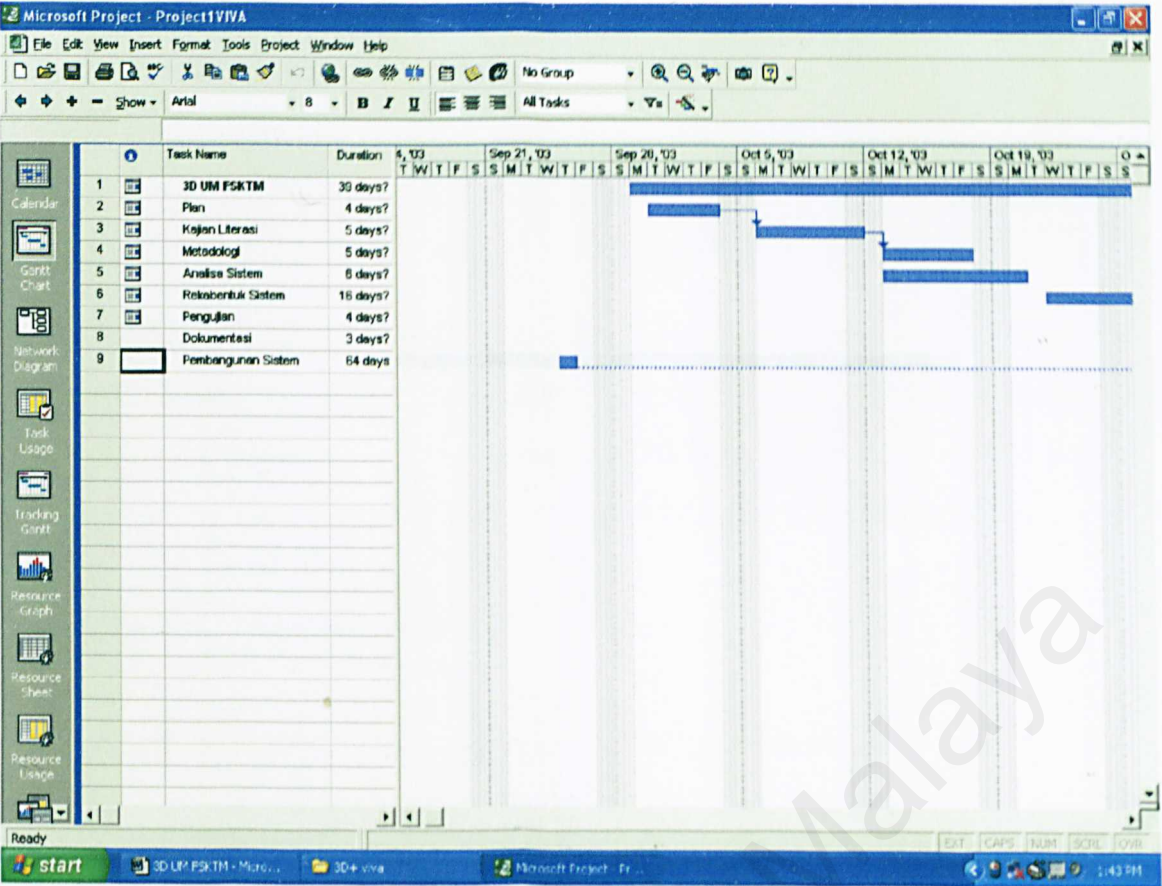 Microsoft Project - Project1VIVA
File Edit View Insert Format Tools Project Window Help
No Group
Show Arial 8 B I U All Tasks
Task Name Duration 4, '03 Sep 21, '03 Sep 28, '03 Oct 5, '03 Oct 12, '03 Oct 19, '03 O
T W T F S S M T W T F S S M T W T F S S M T W T F S S M T W T F S S M T W T F S S
1 3D UM FSKTM 39 days?
2 Plan 4 days?
3 Kajian Literasi 5 days?
4 Metodologi 5 days?
5 Analisa Sistem 6 days?
6 Rekabentuk Sistem 16 days?
7 Pengujian 4 days?
8 Dokumentasi 3 days?
9 Pembangunan Sistem 64 days
Calendar
Gantt
Chart
Network
Diagram
Task
Usage
Tracking
Gantt
Resource
Graph
Resource
Sheet
Resource
Usage
Malaya
Ready
EXT CAPS NUM SCRL OVR
start 3D UM FSKTM - Micro... 3D+ viva Microsoft Project - Pr... 1:43 PM